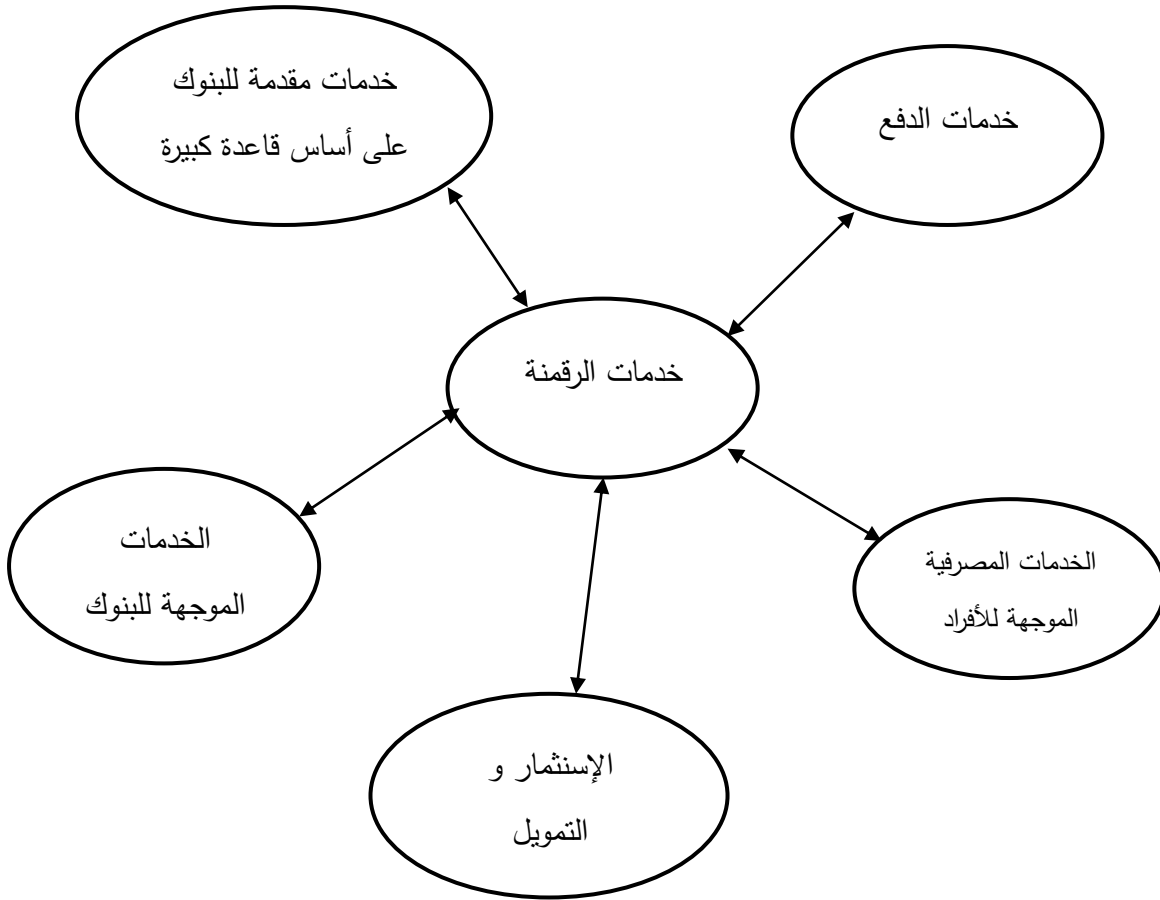 خدمات مقدمة للبنوك
على أساس قاعدة كبيرة
خدمات الدفع
خدمات الرقمنة
الخدمات
الموجهة للبنوك
الخدمات المصرفية
الموجهة للأفراد
الإسنثمار و
التمويل